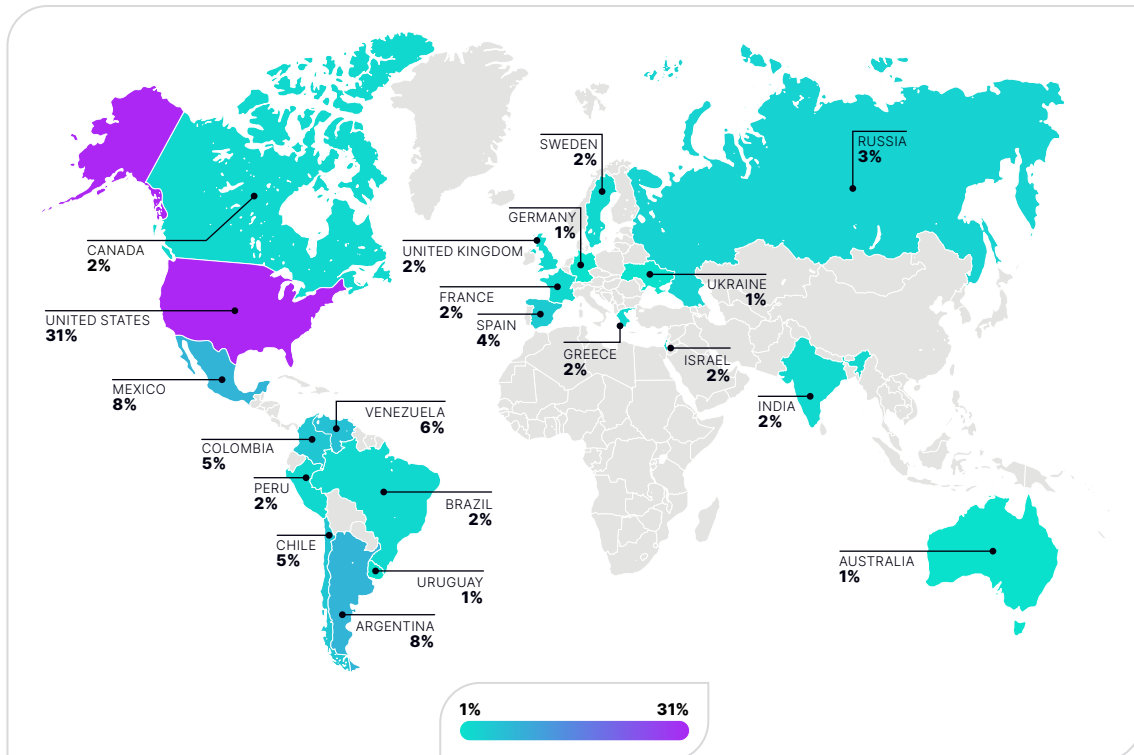 SWEDEN
2%
RUSSIA
3%
GERMANY
1%
CANADA
2%
UNITED KINGDOM
2%
UKRAINE
1%
FRANCE
2%
UNITED STATES
31%
SPAIN
4%
GREECE
2%
ISRAEL
2%
MEXICO
8%
VENEZUELA
6%
INDIA
2%
COLOMBIA
5%
PERU
2%
BRAZIL
2%
CHILE
5%
AUSTRALIA
1%
URUGUAY
1%
ARGENTINA
8%
1% 31%